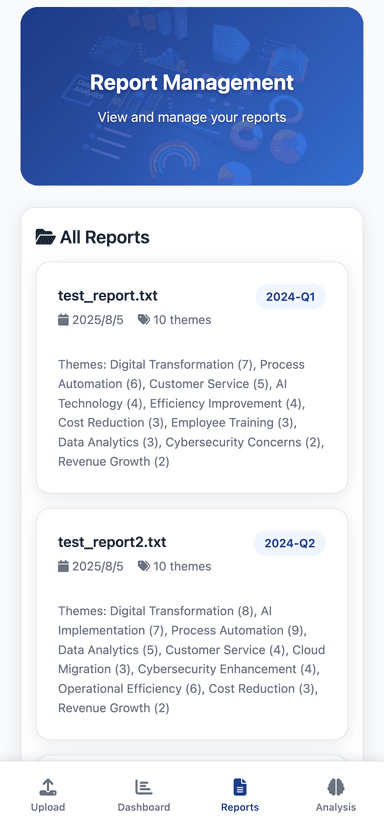 Report Management
View and manage your reports
All Reports
test_report.txt
2024-Q1
2025/8/5 10 themes
Themes: Digital Transformation (7), Process
Automation (6), Customer Service (5), AI
Technology (4), Efficiency Improvement (4),
Cost Reduction (3), Employee Training (3),
Data Analytics (3), Cybersecurity Concerns (2),
Revenue Growth (2)
test_report2.txt
2024-Q2
2025/8/5 10 themes
Themes: Digital Transformation (8), AI
Implementation (7), Process Automation (9),
Data Analytics (5), Customer Service (4), Cloud
Migration (3), Cybersecurity Enhancement (4),
Operational Efficiency (6), Cost Reduction (3),
Revenue Growth (2)
Upload
Dashboard
Reports
Analysis